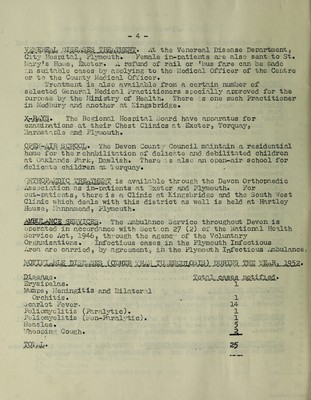 - 4 -
VENEREAL DISEASES TREATMENT. At the Venereal Disease Department,
City Hospital, Plymouth. Female in-patients are also sent to St.
Mary's Home, Exeter. A refund of rail or 'bus fare can be made
in suitable cases by applying to the Medical Officer of the Centre
or to the County Medical Officer.
Treatment is also available from a certain number of
selected General Medical Practitioners specially approved for the
purpose by the Ministry of Health. There is one such Practitioner
in Modbury and another at Kingsbridge.
X-RAYS. The Regional Hospital Board have apparatus for
examinations at their Chest Clinics at Exeter, Torquay,
Barnstaple and Plymouth.
OPEN-AIR SCHOOL. The Devon County Council maintain a residential
home for the rehabilitation of delicate and debilitated children
at Oaklands Park, Dawlish. There is also an open-air school for
delicate children at Torquay.
ORTHOPAEDIC TREATMENT is available through the Devon Orthopaedic
Association as in-patients at Exeter and Plymouth. For
out-patients, there is a Clinic at Kingsbridge and the South West
Clinic which deals with this district as well is held at Hartley
House, Mannamead, Plymouth.
AMBULANCE SERVICES. The Ambulance Service throughout Devon is
operated in accordance with Section 27 (2) of the National Health
Service Act, 1946, through the agency of the Voluntary
Organisations. Infectious cases in the Plymouth Infectious
Area are carried, by agreement, in the Plymouth Infectious Ambulance.
NOTIFIABLE DISEASES (OTHER THAN TUBERCULOSIS) DURING THE YEAR, 1952.
Disease. Total cases notified.
Erysipelas. 1
Mumps, Meningitis and Bilateral
Orchitis. 1
Scarlet Fever. 14
Poliomyelitis (Paralytic). 1
Poliomyelitis (Non-Paralytic). 1
Measles. 5
Whooping Cough.
TOTAL. 25